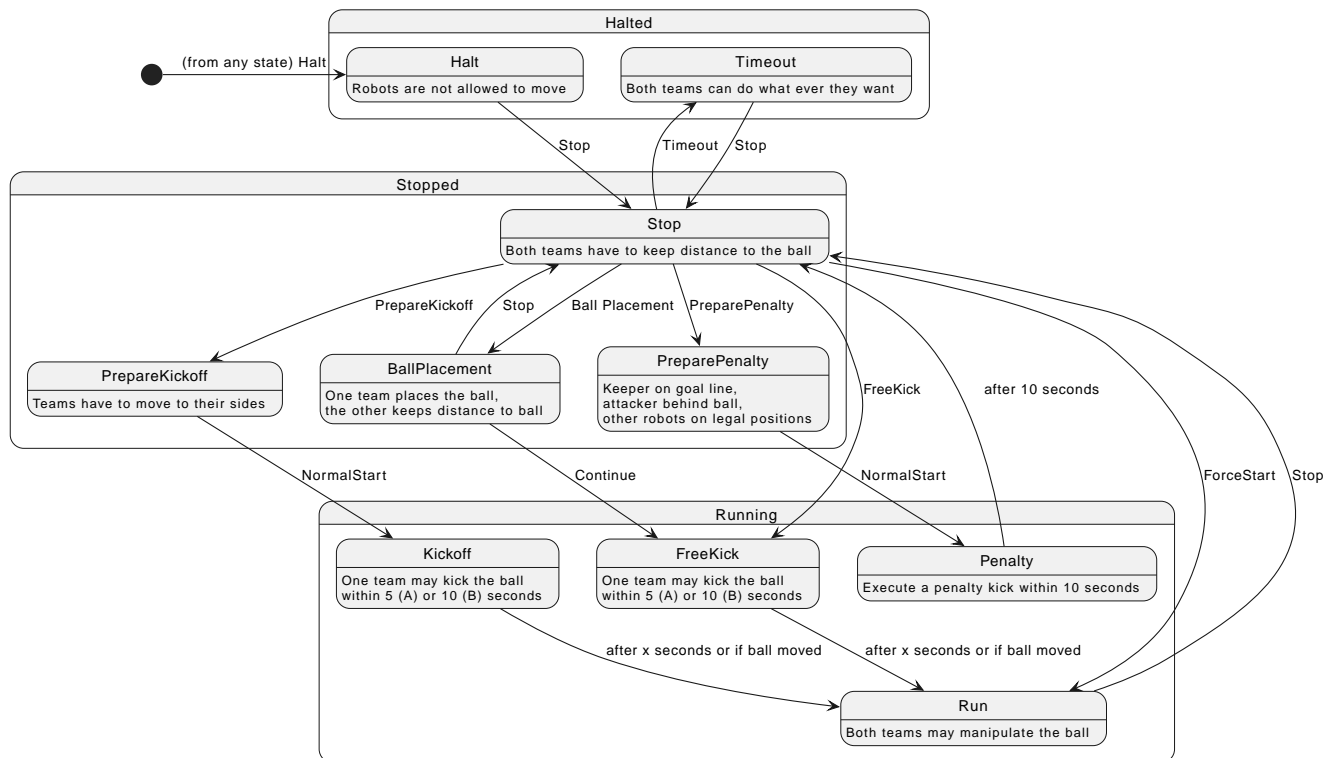 Halted
(from any state) Halt
Halt
Robots are not allowed to move
Timeout
Both teams can do what ever they want
Stop
Timeout
Stop
Stopped
Stop
Both teams have to keep distance to the ball
PrepareKickoff
Stop
Ball Placement
PreparePenalty
PrepareKickoff
Teams have to move to their sides
BallPlacement
One team places the ball,
the other keeps distance to ball
PreparePenalty
Keeper on goal line,
attacker behind ball,
other robots on legal positions
FreeKick
after 10 seconds
NormalStart
Continue
NormalStart
ForceStart
Stop
Running
Kickoff
One team may kick the ball
within 5 (A) or 10 (B) seconds
FreeKick
One team may kick the ball
within 5 (A) or 10 (B) seconds
Penalty
Execute a penalty kick within 10 seconds
after x seconds or if ball moved
after x seconds or if ball moved
Run
Both teams may manipulate the ball